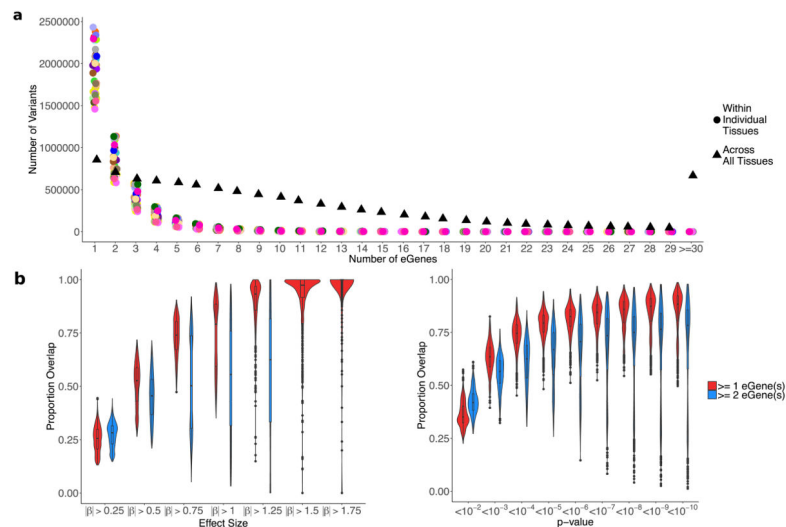 a
2500000
2000000
1500000
1000000
500000
0
Number of Variants
1 2 3 4 5 6 7 8 9 10 11 12 13 14 15 16 17 18 19 20 21 22 23 24 25 26 27 28 29 >=30
Number of eGenes
Within
Individual
Tissues
Across
All Tissues
b
1.00
0.75
0.50
0.25
0.00
Proportion Overlap
|β| > 0.25 |β| > 0.5 |β| > 0.75 |β| > 1 |β| > 1.25 |β| > 1.5 |β| > 1.75
Effect Size
1.00
0.75
0.50
0.25
0.00
Proportion Overlap
<10⁻² <10⁻³ <10⁻⁴ <10⁻⁵ <10⁻⁶ <10⁻⁷ <10⁻⁸ <10⁻⁹ <10⁻¹⁰
p-value
>= 1 eGene(s)
>= 2 eGene(s)